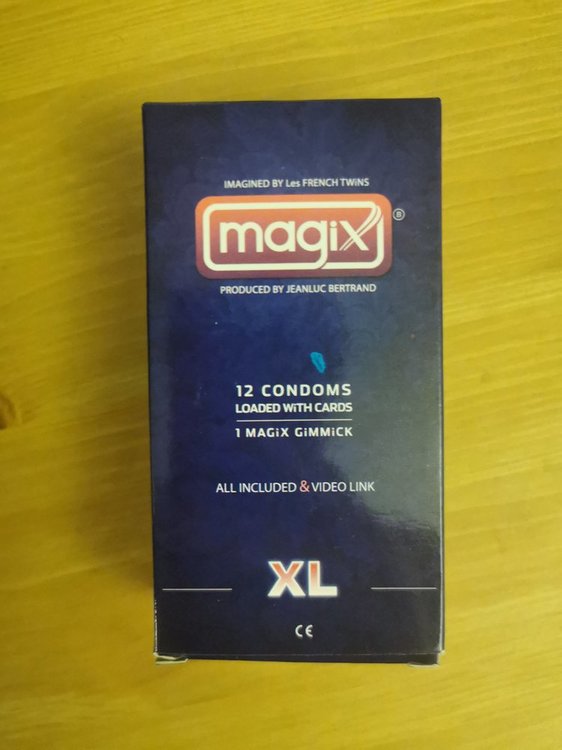 IMAGINED BY Les FRENCH TWiNS
magix
®
PRODUCED BY JEANLUC BERTRAND
12 CONDOMS
LOADED WiTH CARDS
1 MAGiX GiMMiCK
ALL INCLUDED & VIDEO LINK
XL
CE